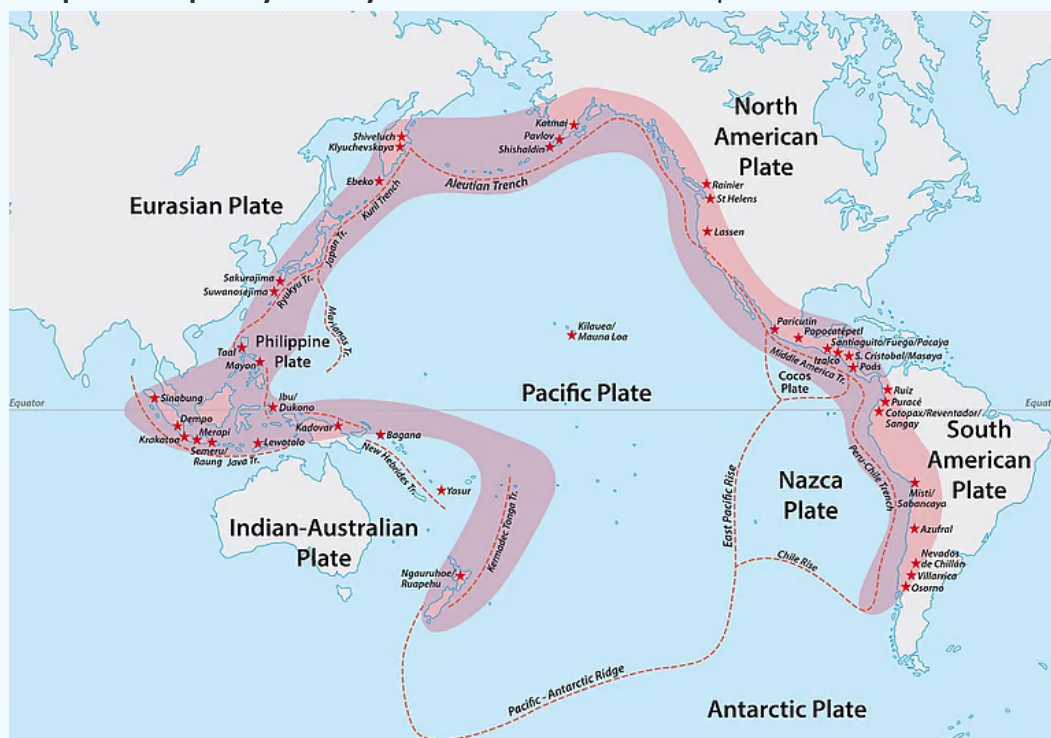 North
American
Plate
Katmai
Pavlov
Shishaldin
Shiveluch
Klyuchevskaya
Ebeko
Kuril Trench
Aleutian Trench
Rainier
St Helens
Lassen
Eurasian Plate
Japan Tr.
Sakurajima
Suwanosejima
Ryukyu Tr.
Marianas Tr.
Kilauea/
Mauna Loa
Paricutin
Popocatépetl
Santiaguito/Fuego/Pacaya
Izalco
S. Cristobal/Masaya
Poás
Middle America Tr.
Cocos
Plate
Taal
Philippine
Plate
Mayon
Pacific Plate
Equator
Sinabung
Ibu/
Dukono
Ruiz
Puracé
Cotopax/Reventador/
Sangay
Dempo
Krakatoa
Merapi
Semeru/
Raung
Java Tr.
Lewotolo
Kadovar
Bagana
New Hebrides Tr.
Yasur
South
American
Plate
Peru-Chile Trench
Misti/
Sabancaya
Nazca
Plate
East Pacific Rise
Indian-Australian
Plate
Kermadec Tonga Tr.
Azufral
Chile Rise
Nevados
de Chillán
Villarrica
Osorno
Ngauruhoe/
Ruapehu
Pacific - Antarctic Ridge
Antarctic Plate